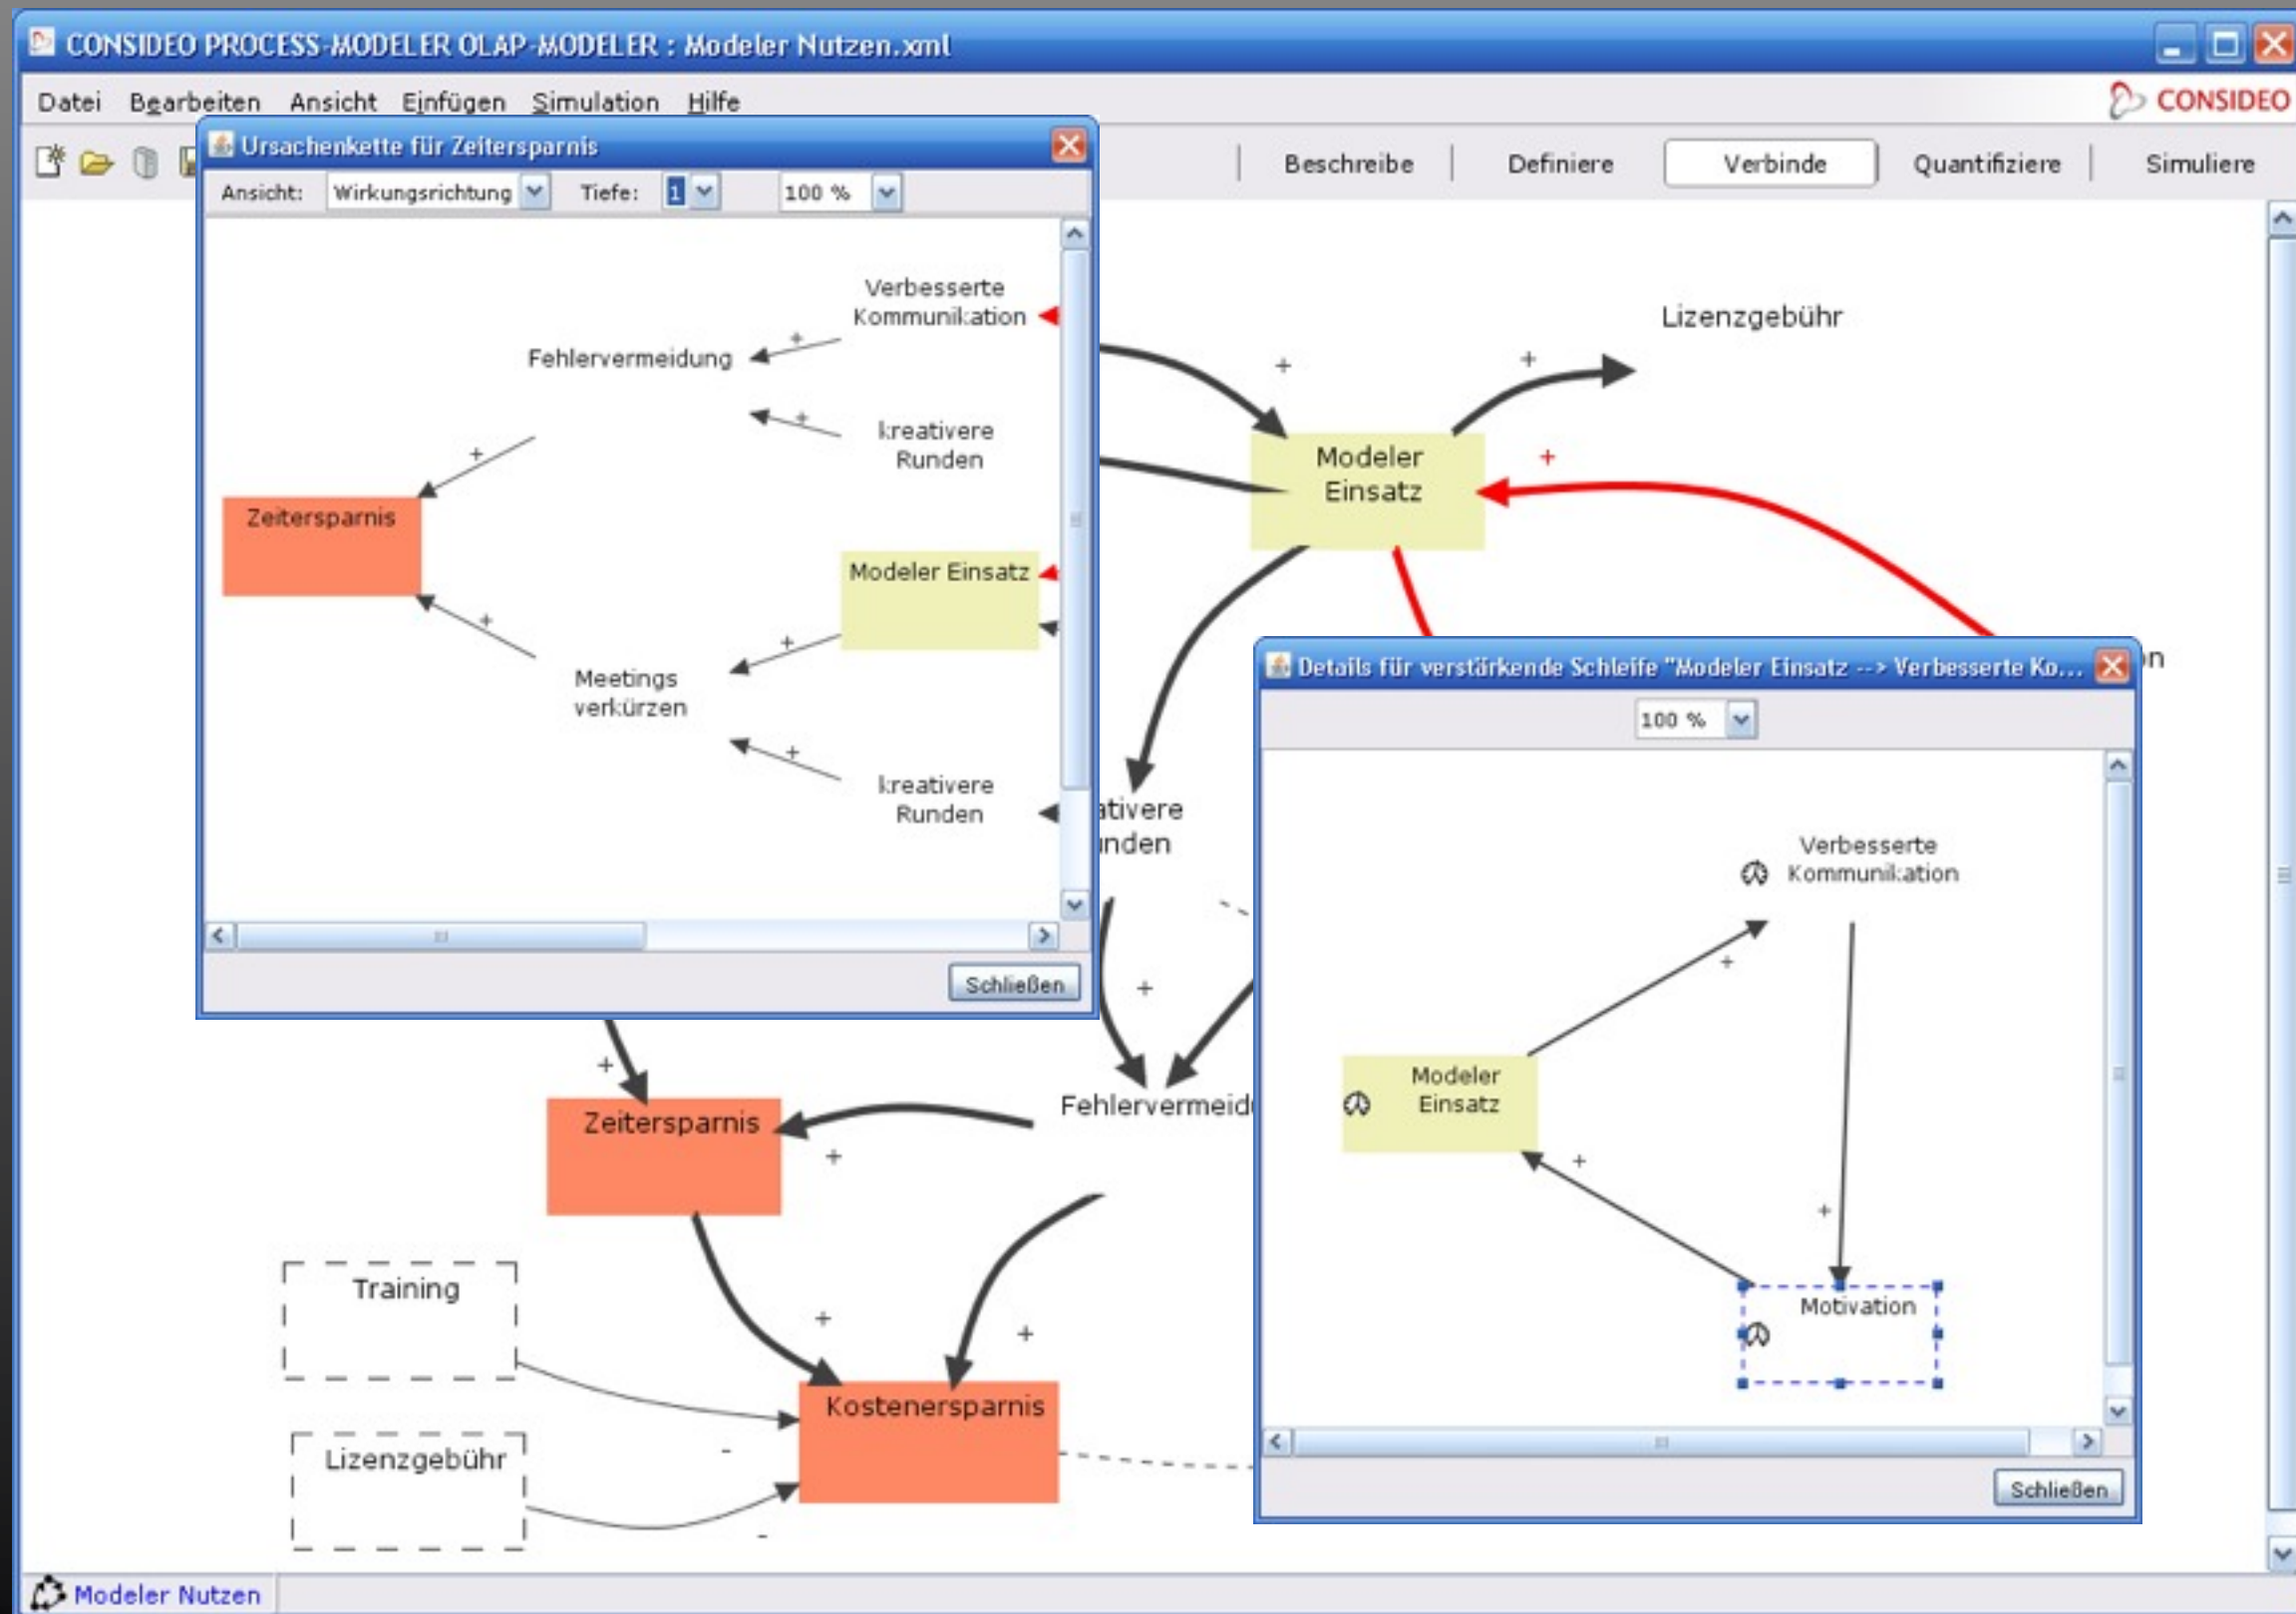 CONSIDEO PROCESS-MODELER OLAP-MODELER : Modeler Nutzen.xml
Datei Bearbeiten Ansicht Einfügen Simulation Hilfe
CONSIDEO
Beschreibe | Definiere Verbinde Quantifiziere | Simuliere
Ursachenkette für Zeitersparnis
Ansicht: Wirkungsrichtung Tiefe: 1 100 %
Verbesserte
Kommunikation
+
Fehlervermeidung
+
kreativere
Runden
+
Zeitersparnis
Modeler Einsatz
+
+
Meetings
verkürzen
+
kreativere
Runden
Schließen
Lizenzgebühr
+
+
Modeler
Einsatz
+
ativere
nden
+
+
Zeitersparnis
+
Fehlervermeid
Training
+
+
Kostenersparnis
-
Lizenzgebühr
-
Details für verstärkende Schleife "Modeler Einsatz --> Verbesserte Ko...
100 %
Verbesserte
Kommunikation
+
Modeler
Einsatz
+
+
Motivation
Schließen
n
Modeler Nutzen